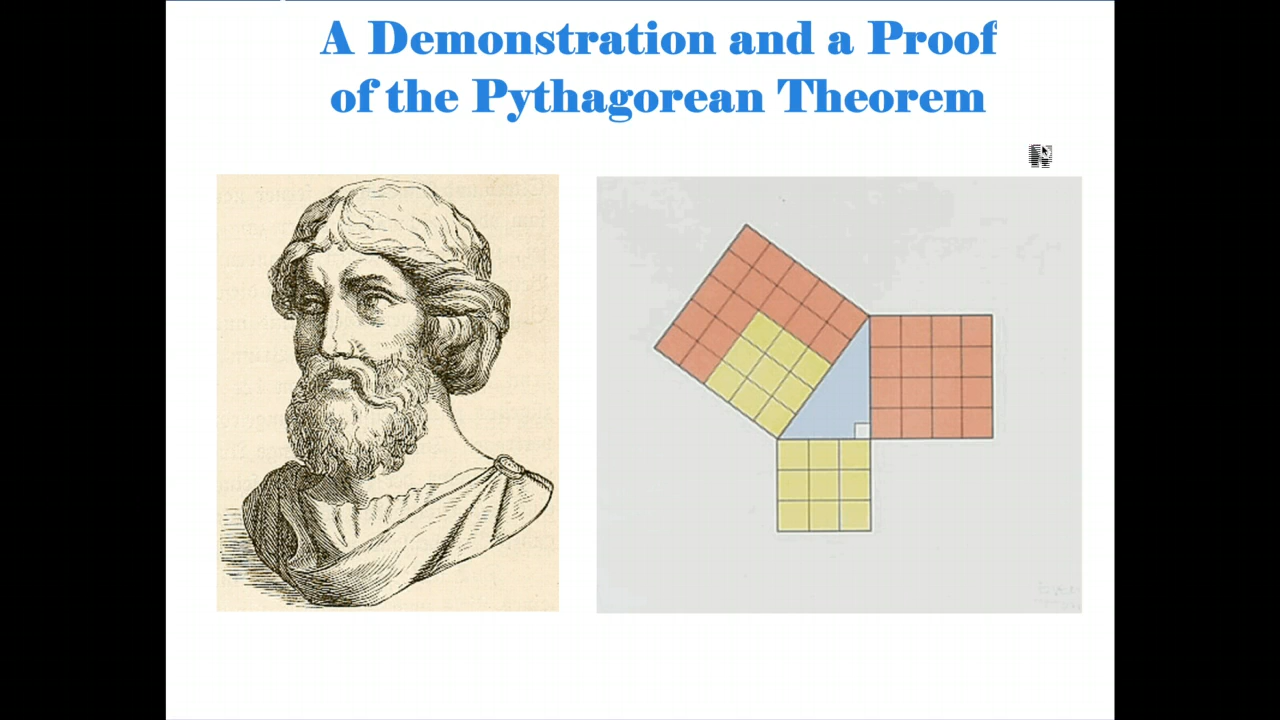 A Demonstration and a Proof
of the Pythagorean Theorem